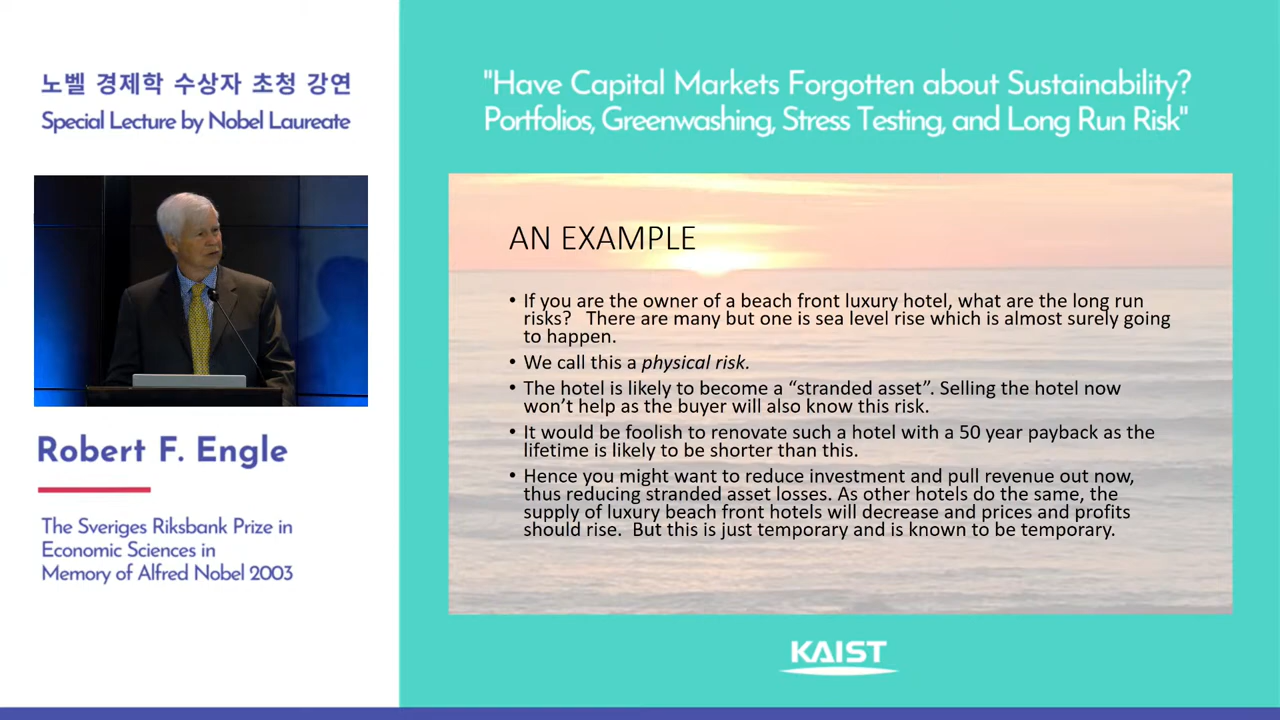 노벨 경제학 수상자 초청 강연
Special Lecture by Nobel Laureate
"Have Capital Markets Forgotten about Sustainability?
Portfolios, Greenwashing, Stress Testing, and Long Run Risk"
Robert F. Engle
The Sveriges Riksbank Prize in
Economic Sciences in
Memory of Alfred Nobel 2003
AN EXAMPLE
• If you are the owner of a beach front luxury hotel, what are the long run
risks? There are many but one is sea level rise which is almost surely going
to happen.
• We call this a physical risk.
• The hotel is likely to become a “stranded asset”. Selling the hotel now
won’t help as the buyer will also know this risk.
• It would be foolish to renovate such a hotel with a 50 year payback as the
lifetime is likely to be shorter than this.
• Hence you might want to reduce investment and pull revenue out now,
thus reducing stranded asset losses. As other hotels do the same, the
supply of luxury beach front hotels will decrease and prices and profits
should rise. But this is just temporary and is known to be temporary.
KAIST